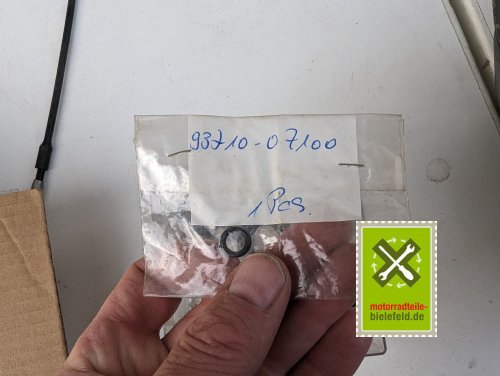 93210-07100
1 Pcs.
motorradteile-
bielefeld.de